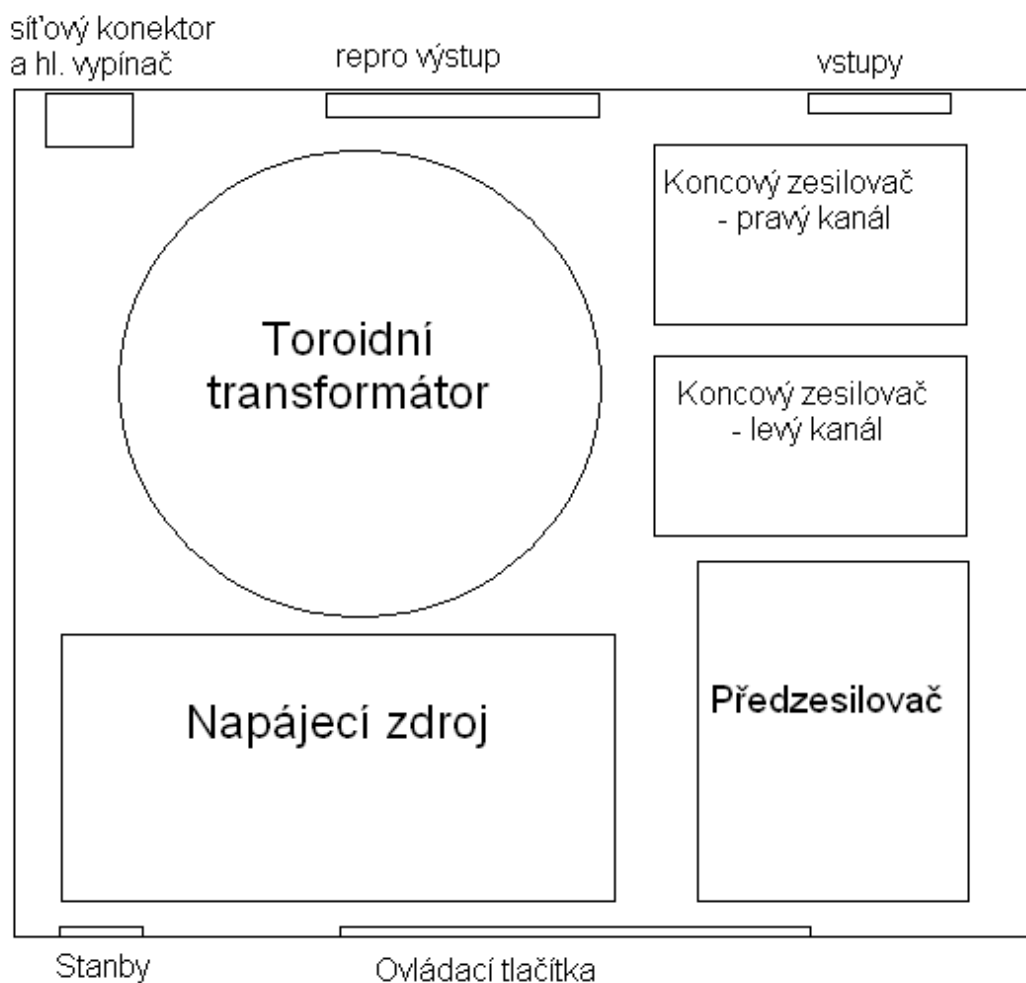 síťový konektor
a hl. vypínač
repro výstup
vstupy
Koncový zesilovač
- pravý kanál
Toroidní
transformátor
Koncový zesilovač
- levý kanál
Napájecí zdroj
Předzesilovač
Stanby
Ovládací tlačítka